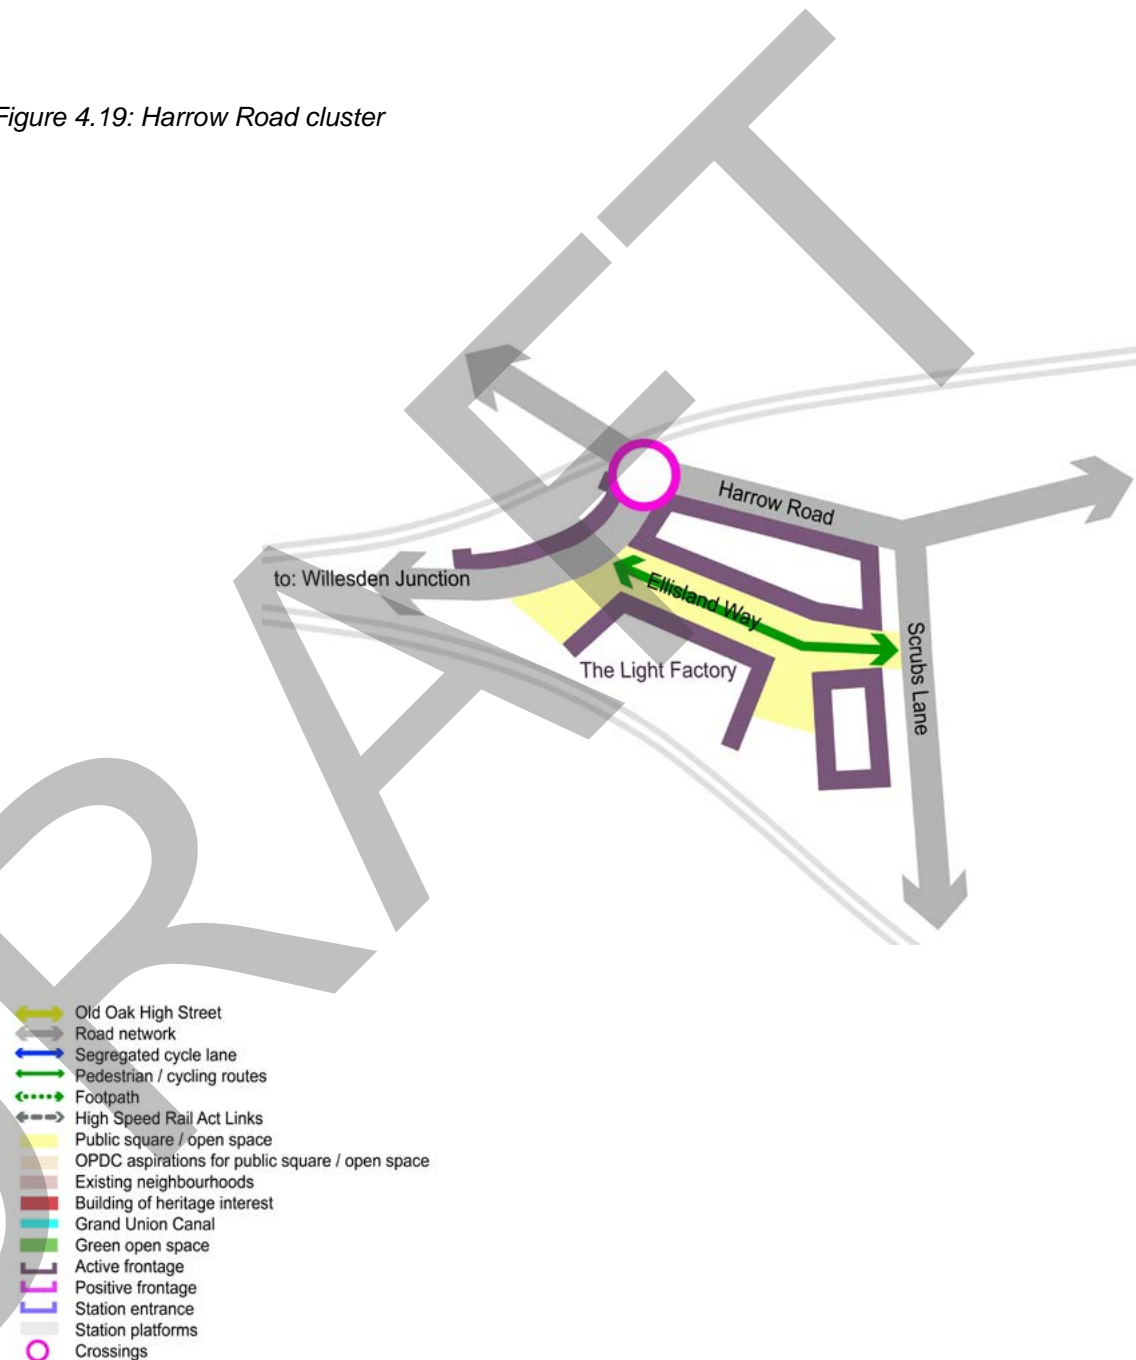 Figure 4.19: Harrow Road cluster
DRAFT
Harrow Road
to: Willesden Junction
Ellisland Way
Scrubs Lane
The Light Factory
Old Oak High Street
Road network
Segregated cycle lane
Pedestrian / cycling routes
Footpath
High Speed Rail Act Links
Public square / open space
OPDC aspirations for public square / open space
Existing neighbourhoods
Building of heritage interest
Grand Union Canal
Green open space
Active frontage
Positive frontage
Station entrance
Station platforms
Crossings